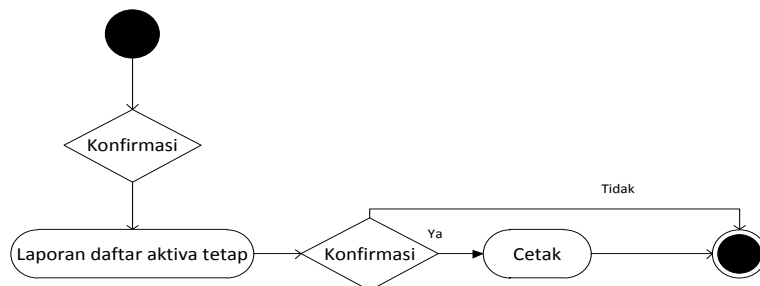 Konfirmasi
Tidak
Laporan daftar aktiva tetap
Konfirmasi
Ya
Cetak